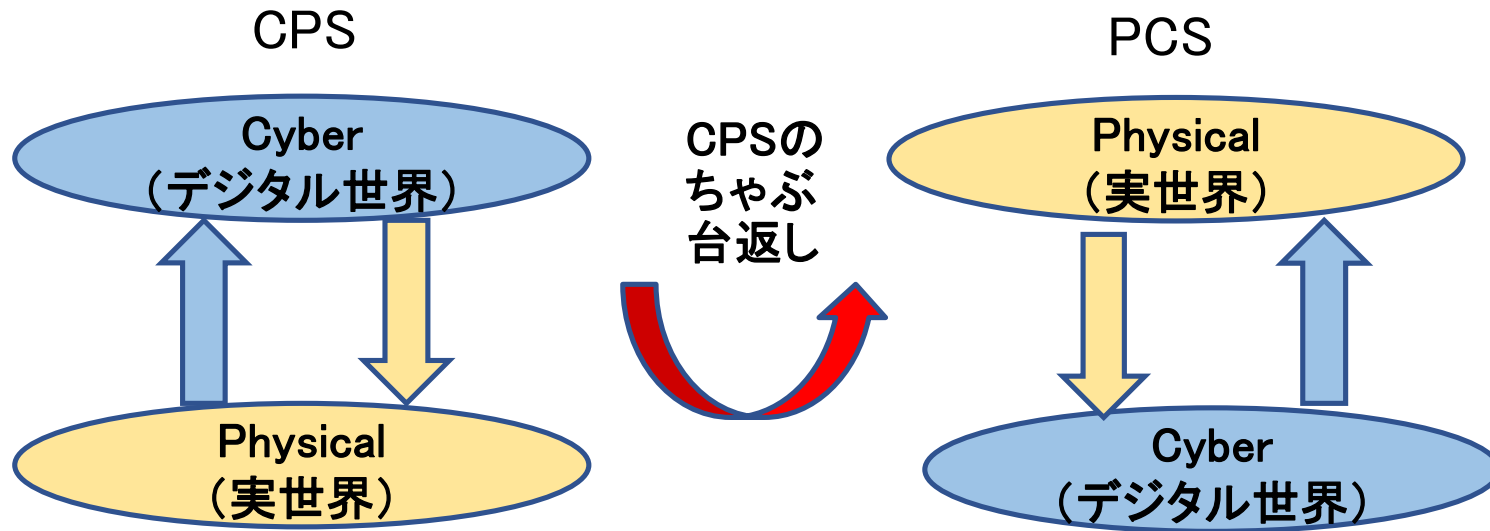 CPS
Cyber
（デジタル世界）
Physical
（実世界）
CPSの
ちゃぶ
台返し
PCS
Physical
（実世界）
Cyber
（デジタル世界）